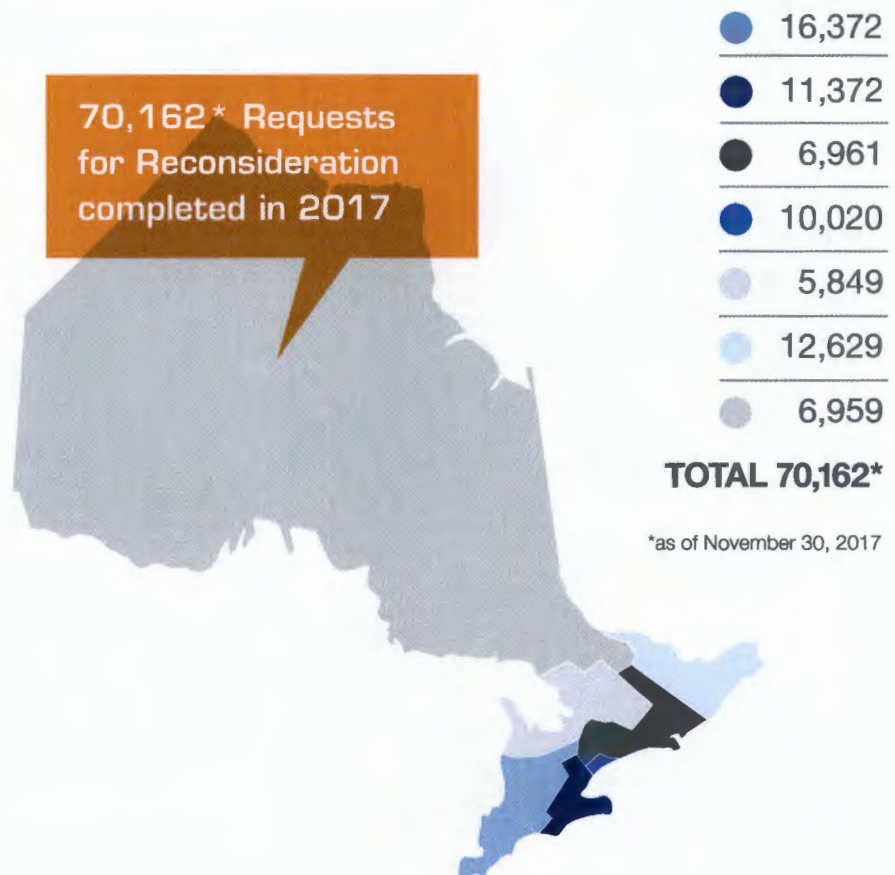 70,162* Requests
for Reconsideration
completed in 2017
16,372
11,372
6,961
10,020
5,849
12,629
6,959
TOTAL 70,162*
*as of November 30, 2017